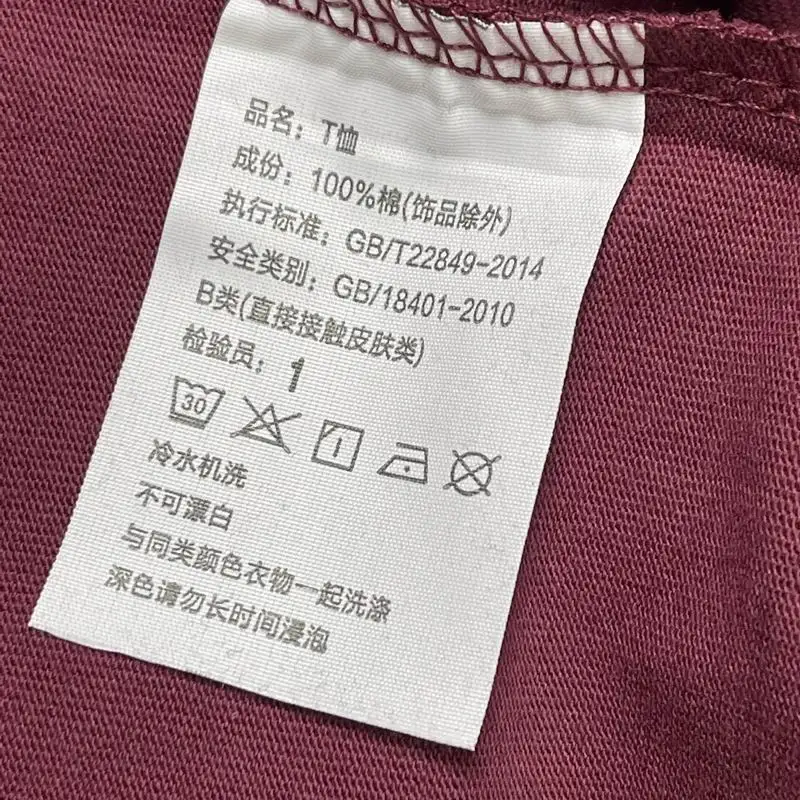 品名：T恤
成份：100%棉(饰品除外)
执行标准：GB/T22849-2014
安全类别：GB/18401-2010
B类(直接接触皮肤类)
检验员：1
30
冷水机洗
不可漂白
与同类颜色衣物一起洗涤
深色请勿长时间浸泡